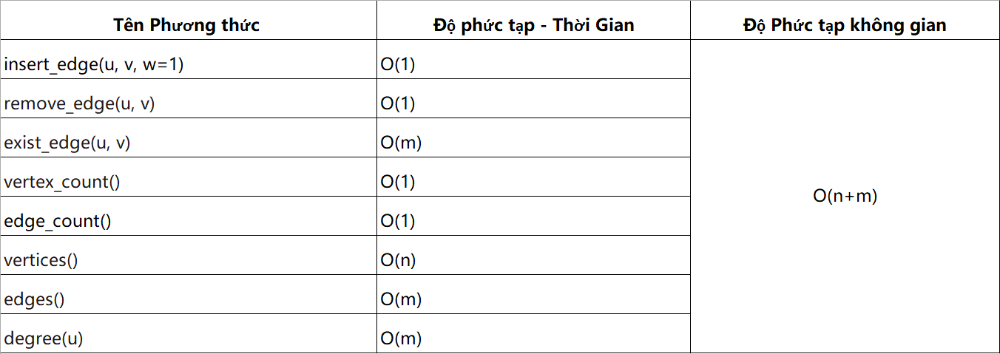 Tên Phương thức Độ phức tạp - Thời Gian Độ Phức tạp không gian
insert_edge(u, v, w=1) O(1)
remove_edge(u, v) O(1)
exist_edge(u, v) O(m)
vertex_count() O(1)
O(n+m)
edge_count() O(1)
vertices() O(n)
edges() O(m)
degree(u) O(m)